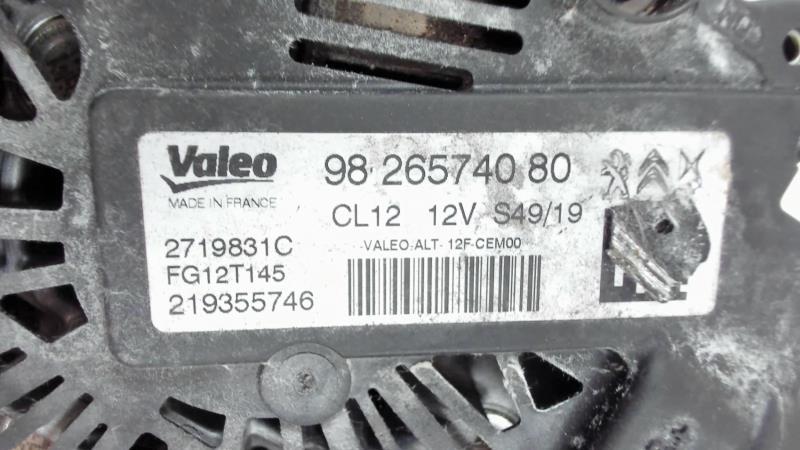 Valeo
MADE IN FRANCE
98 265740 80
CL12 12V S49/19
2719831C
FG12T145
219355746
VALEO-ALT- 12F-CEM00